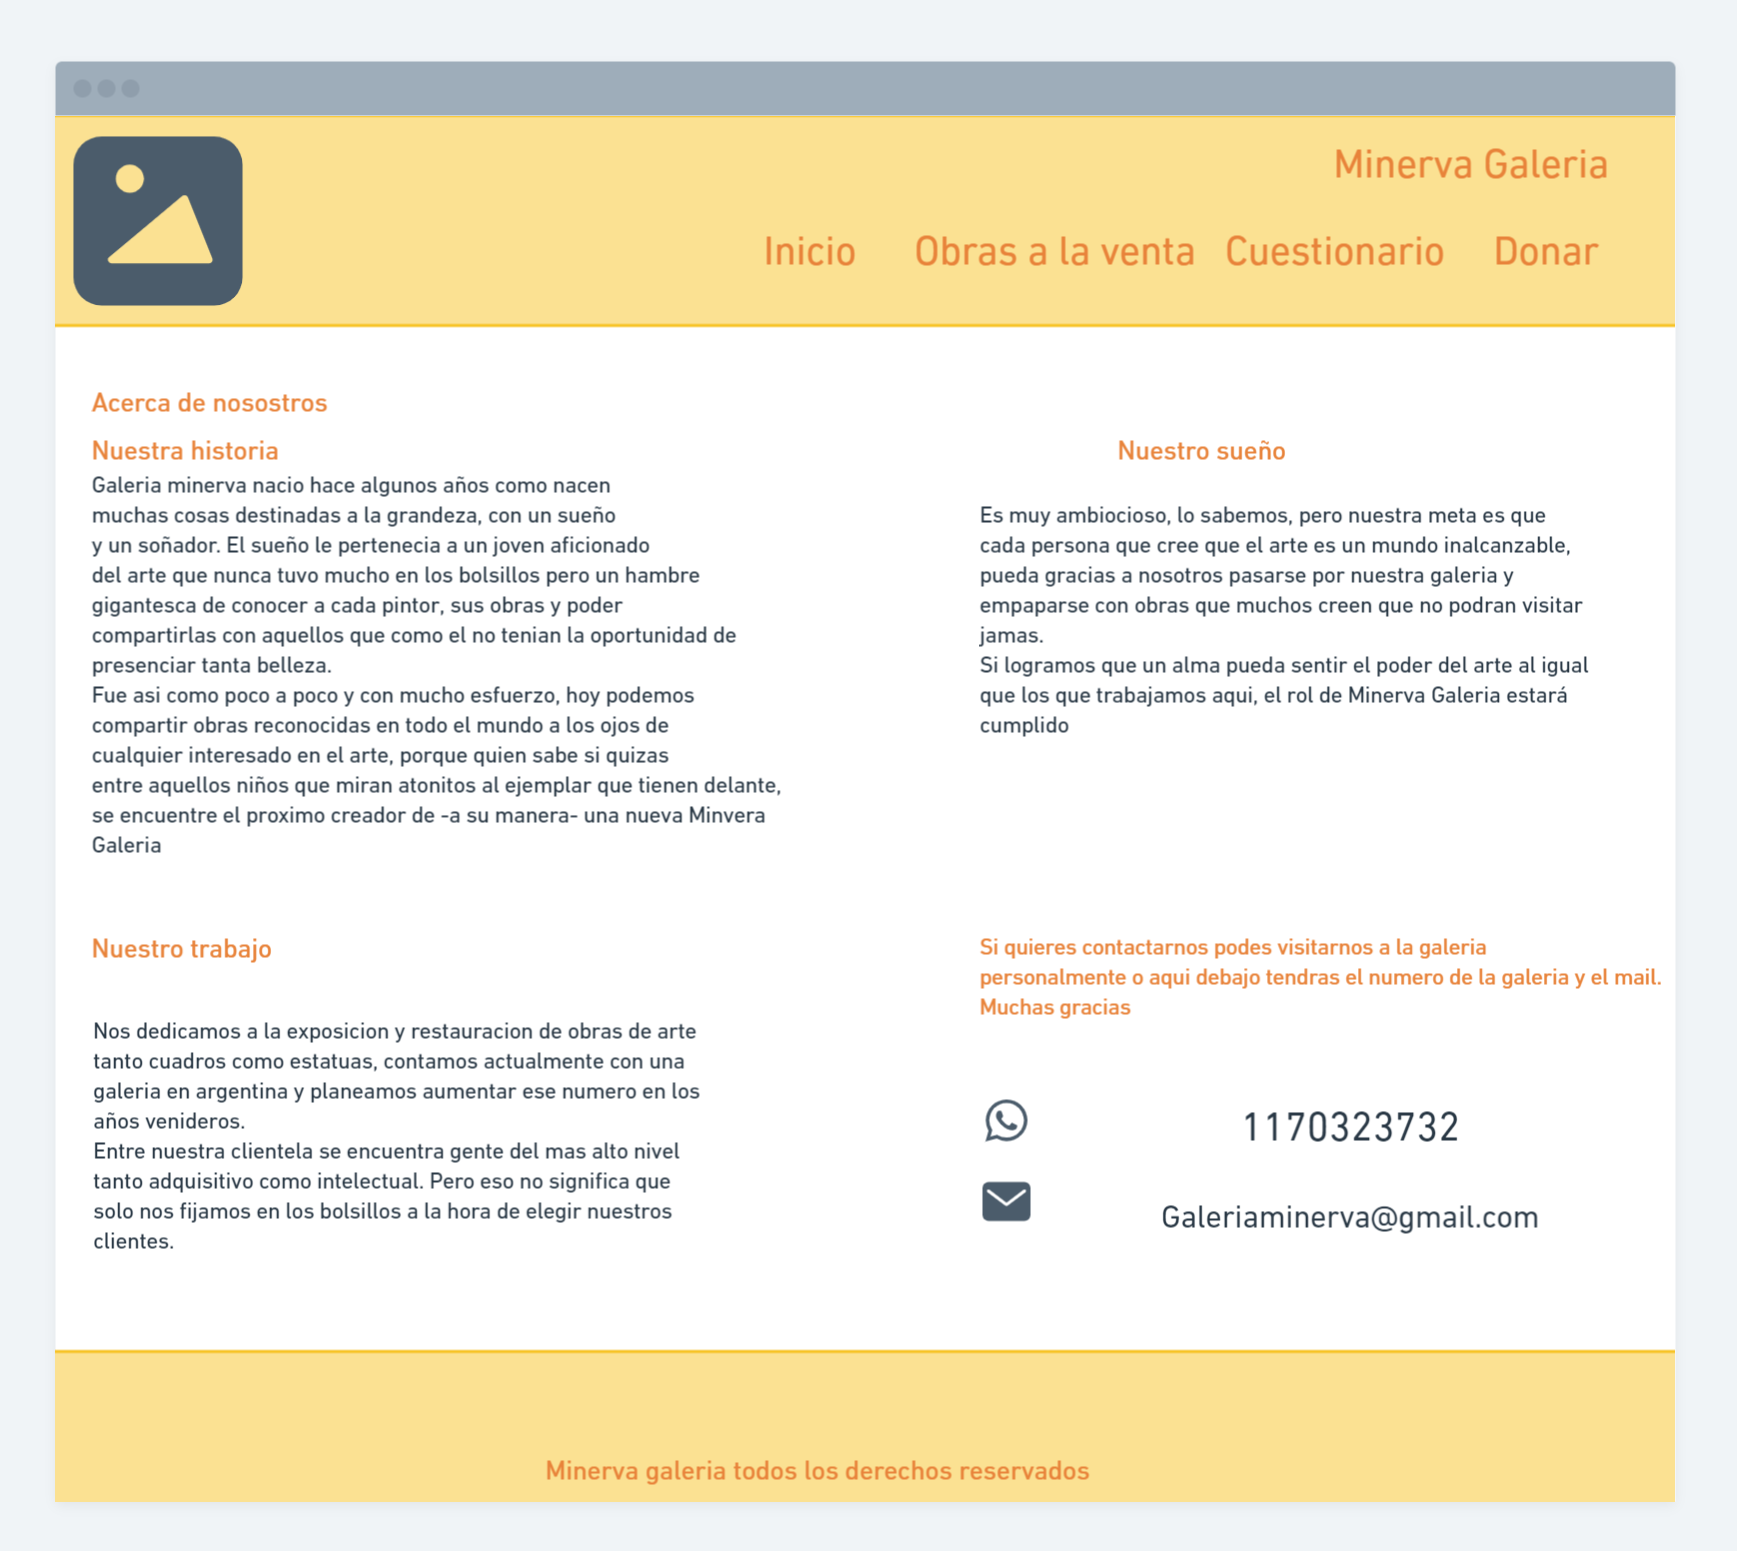 Minerva Galeria
Inicio Obras a la venta Cuestionario Donar
Acerca de nosostros
Nuestra historia
Galeria minerva nacio hace algunos años como nacen
muchas cosas destinadas a la grandeza, con un sueño
y un soñador. El sueño le pertenecia a un joven aficionado
del arte que nunca tuvo mucho en los bolsillos pero un hambre
gigantesca de conocer a cada pintor, sus obras y poder
compartirlas con aquellos que como el no tenian la oportunidad de
presenciar tanta belleza.
Fue asi como poco a poco y con mucho esfuerzo, hoy podemos
compartir obras reconocidas en todo el mundo a los ojos de
cualquier interesado en el arte, porque quien sabe si quizas
entre aquellos niños que miran atonitos al ejemplar que tienen delante,
se encuentre el proximo creador de -a su manera- una nueva Minvera
Galeria
Nuestro sueño
Es muy ambiocioso, lo sabemos, pero nuestra meta es que
cada persona que cree que el arte es un mundo inalcanzable,
pueda gracias a nosotros pasarse por nuestra galeria y
empaparse con obras que muchos creen que no podran visitar
jamas.
Si logramos que un alma pueda sentir el poder del arte al igual
que los que trabajamos aqui, el rol de Minerva Galeria estará
cumplido
Nuestro trabajo
Nos dedicamos a la exposicion y restauracion de obras de arte
tanto cuadros como estatuas, contamos actualmente con una
galeria en argentina y planeamos aumentar ese numero en los
años venideros.
Entre nuestra clientela se encuentra gente del mas alto nivel
tanto adquisitivo como intelectual. Pero eso no significa que
solo nos fijamos en los bolsillos a la hora de elegir nuestros
clientes.
Si quieres contactarnos podes visitarnos a la galeria
personalmente o aqui debajo tendras el numero de la galeria y el mail.
Muchas gracias
1170323732
Galeriaminerva@gmail.com
Minerva galeria todos los derechos reservados